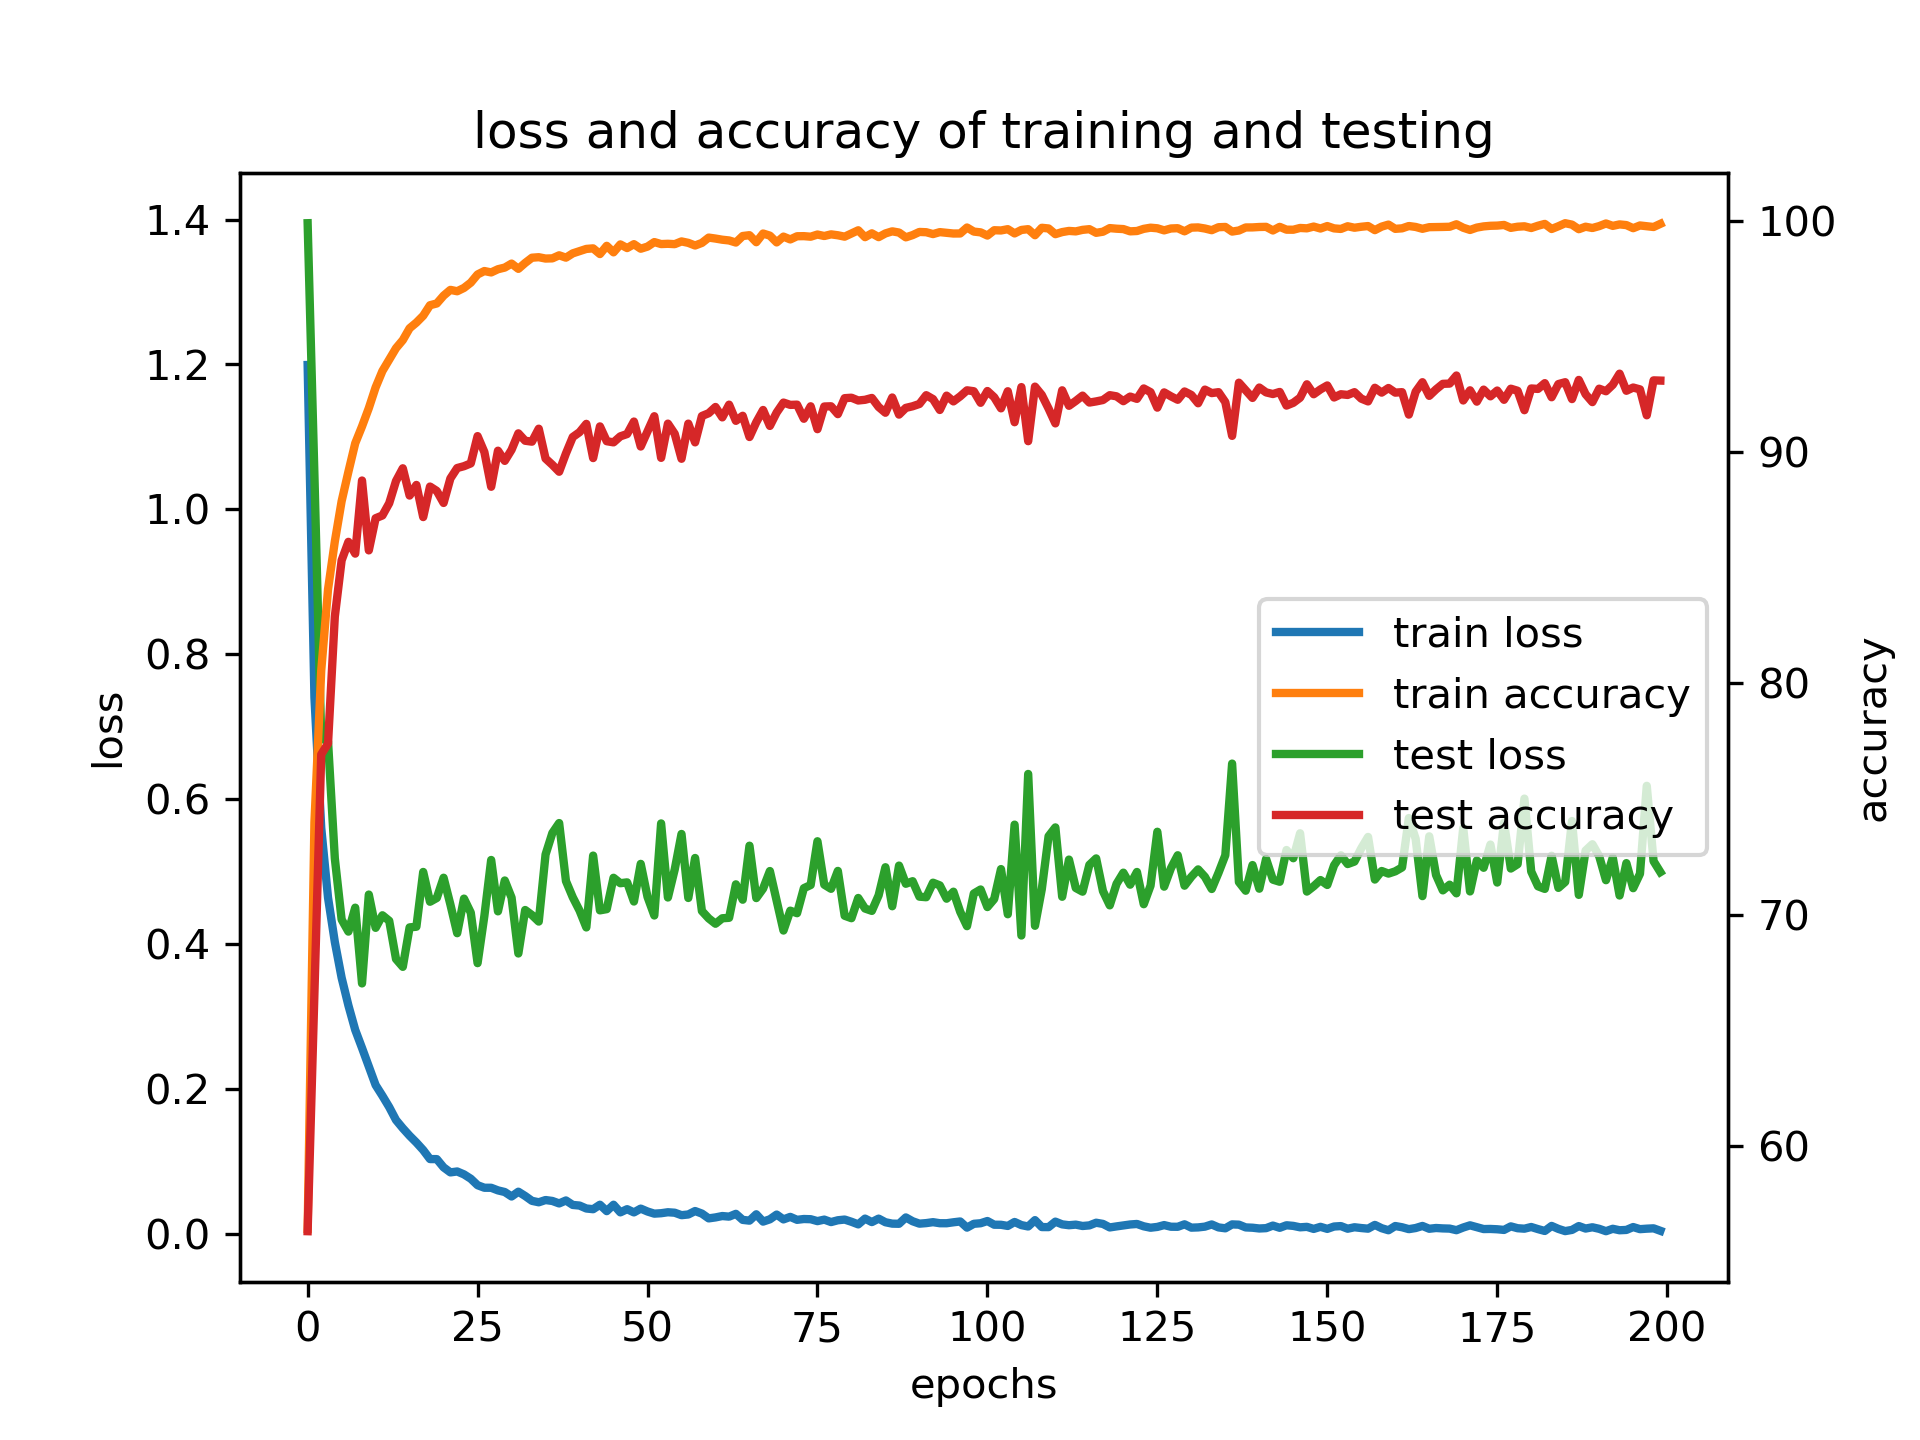 loss and accuracy of training and testing
1.4
1.2
1.0
0.8
0.6
0.4
0.2
0.0
loss
100
90
80
70
60
accuracy
train loss
train accuracy
test loss
test accuracy
0 25 50 75 100 125 150 175 200
epochs